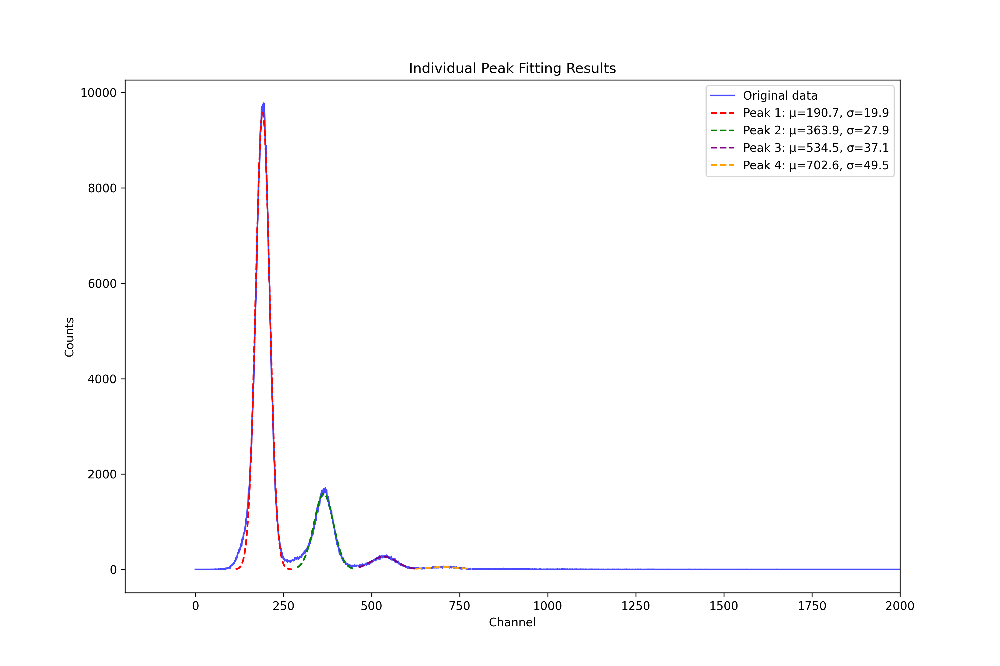 Individual Peak Fitting Results
10000
8000
6000
4000
2000
0
Counts
Original data
Peak 1: μ=190.7, σ=19.9
Peak 2: μ=363.9, σ=27.9
Peak 3: μ=534.5, σ=37.1
Peak 4: μ=702.6, σ=49.5
0 250 500 750 1000 1250 1500 1750 2000
Channel